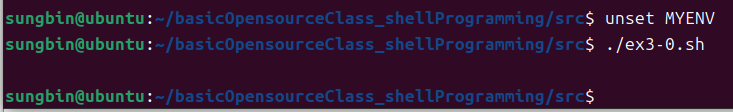 sungbin@ubuntu:~/basicOpensourceClass_shellProgramming/src$ unset MYENV
sungbin@ubuntu:~/basicOpensourceClass_shellProgramming/src$ ./ex3-0.sh
sungbin@ubuntu:~/basicOpensourceClass_shellProgramming/src$